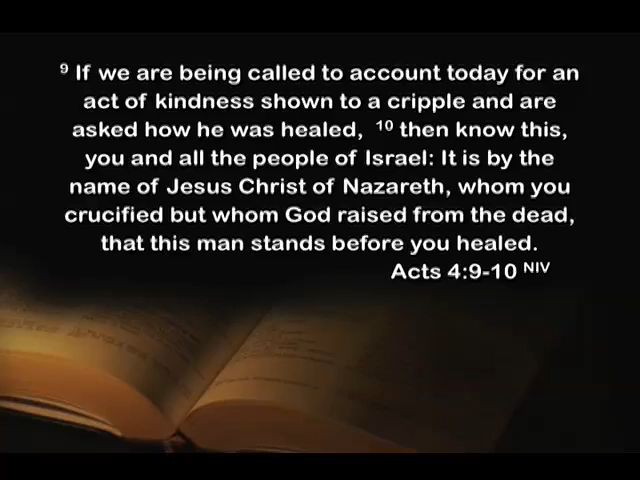 ⁹ If we are being called to account today for an
act of kindness shown to a cripple and are
asked how he was healed, ¹⁰ then know this,
you and all the people of Israel: It is by the
name of Jesus Christ of Nazareth, whom you
crucified but whom God raised from the dead,
that this man stands before you healed.
Acts 4:9-10 NIV